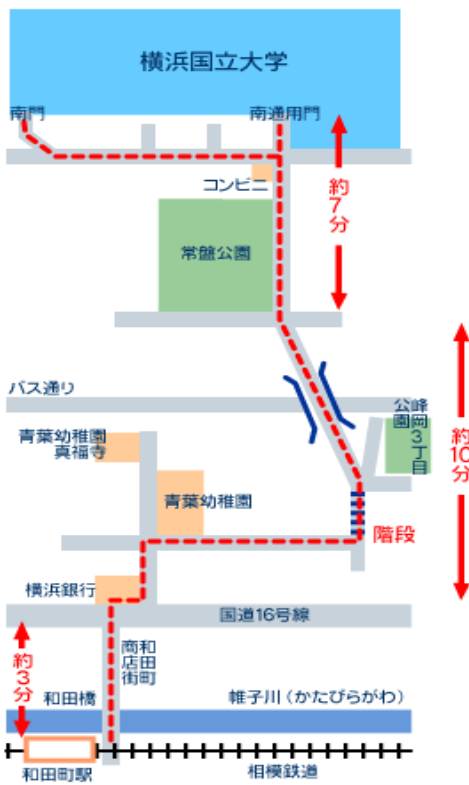 横浜国立大学
南門
南通用門
コンビニ
約7分
常盤公園
バス通り
峰岡3丁目
公園
青葉幼稚園
真福寺
約10分
青葉幼稚園
階段
横浜銀行
国道16号線
和田町
商店街
約3分
和田橋
帷子川(かたびらがわ)
和田町駅
相模鉄道